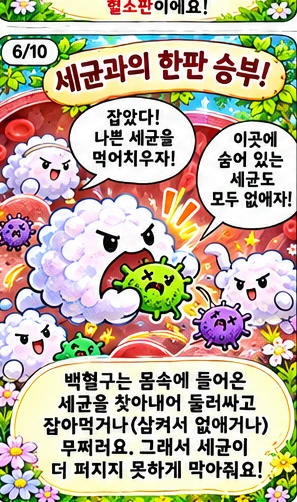 혈소판이에요!
6/10
세균과의 한판 승부!
잡았다!
나쁜 세균을
먹어치우자!
이곳에
숨어 있는
세균도
모두 없애자!
백혈구는 몸속에 들어온
세균을 찾아내어 둘러싸고
잡아먹거나(삼켜서 없애거나)
무쩌러요. 그래서 세균이
더 퍼지지 못하게 막아줘요!